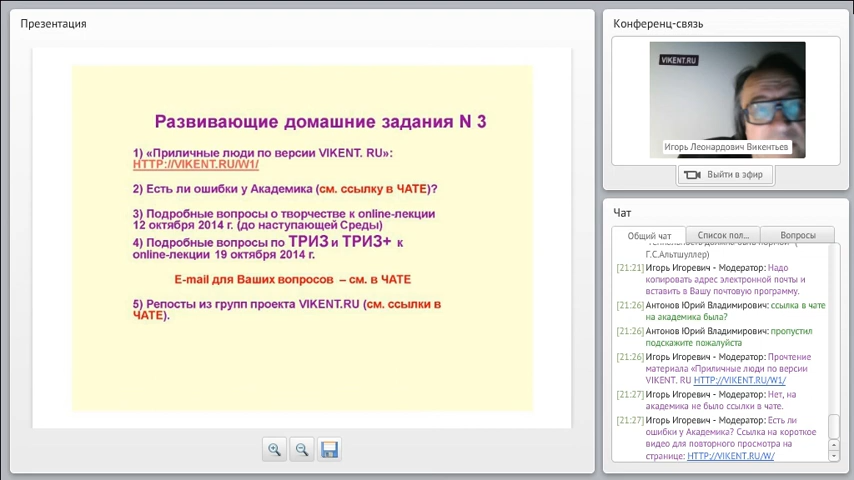 Презентация
Развивающие домашние задания N 3
1) «Приличные люди по версии VIKENT. RU»:
HTTP://VIKENT.RU/W1/
2) Есть ли ошибки у Академика (см. ссылку в ЧАТЕ)?
3) Подробные вопросы о творчестве к online-лекции
12 октября 2014 г. (до наступающей Среды)
4) Подробные вопросы по ТРИЗ и ТРИЗ+ к
online-лекции 19 октября 2014 г.
E-mail для Ваших вопросов – см. в ЧАТЕ
5) Репосты из групп проекта VIKENT.RU (см. ссылки в
ЧАТЕ).
Конференц-связь
VIKENT.RU
Игорь Леонардович Викентьев
Выйти в эфир
Чат
Общий чат
Список пол...
Вопросы
Г.С.Альтшуллер)
[21:21] Игорь Игоревич - Модератор: Надо
копировать адрес электронной почты и
вставить в Вашу почтовую программу.
[21:26] Антонов Юрий Владимирович: ссылка в чате
на академика была?
[21:26] Антонов Юрий Владимирович: пропустил
подскажите пожалуйста
[21:26] Игорь Игоревич - Модератор: Прочтение
материала «Приличные люди по версии
VIKENT. RU HTTP://VIKENT.RU/W1/
[21:27] Игорь Игоревич - Модератор: Нет, на
академика не было ссылки в чате.
[21:27] Игорь Игоревич - Модератор: Есть ли
ошибки у Академика? Ссылка на короткое
видео для повторного просмотра на
странице: HTTP://VIKENT.RU/W/